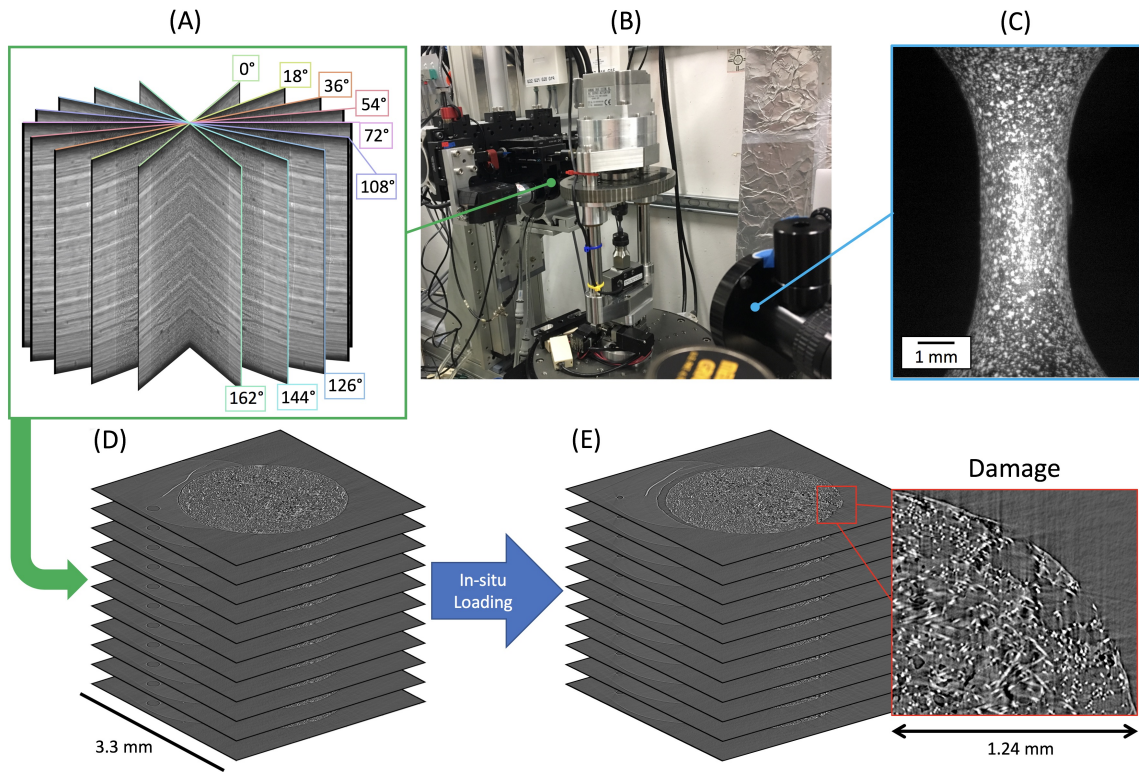 (A)
(B)
(C)
0°
18°
36°
54°
72°
108°
126°
144°
162°
1 mm
(D)
(E)
Damage
In-situ
Loading
3.3 mm
1.24 mm